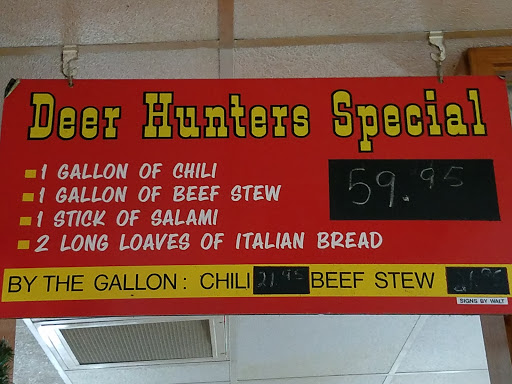 Deer Hunters Special
1 GALLON OF CHILI
1 GALLON OF BEEF STEW
1 STICK OF SALAMI
2 LONG LOAVES OF ITALIAN BREAD
59.95
BY THE GALLON: CHILI 21.95 BEEF STEW
SIGNS BY WALT